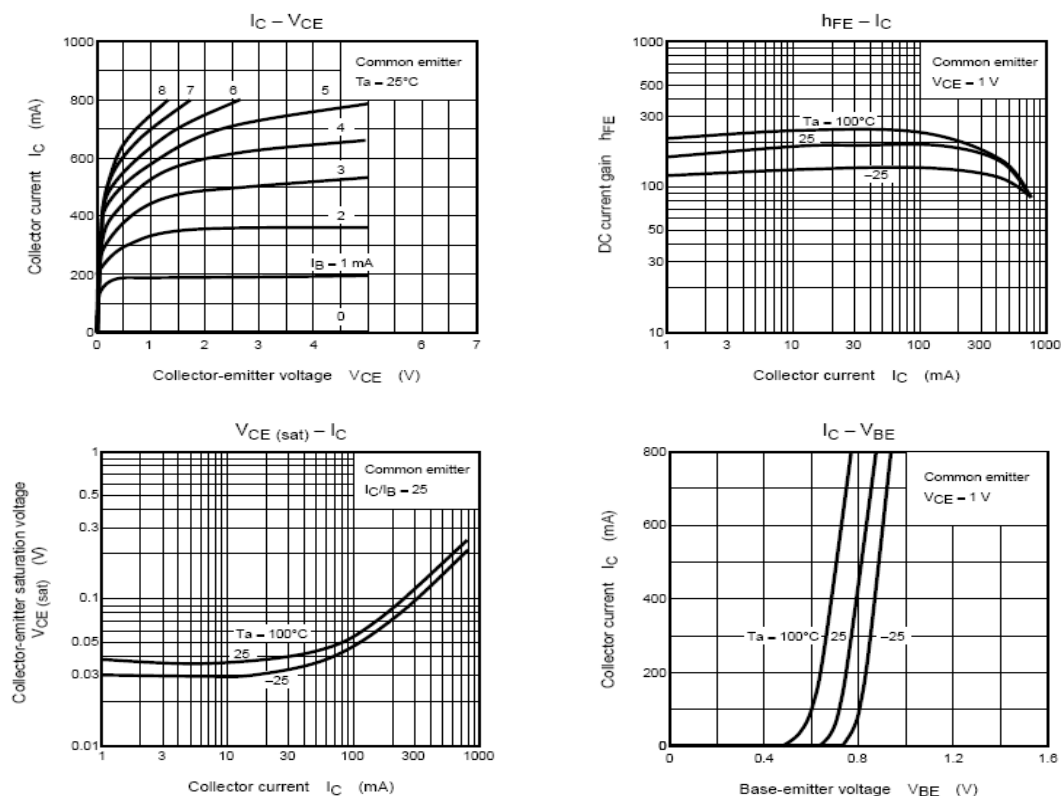 IC – VCE
1000
800
600
400
200
0
Collector current IC (mA)
Common emitter
Ta = 25°C
8 7 6 5
4
3
2
IB = 1 mA
0
0 1 2 4 6 7
Collector-emitter voltage VCE (V)
hFE – IC
1000
500
300
100
50
30
10
DC current gain hFE
Common emitter
VCE = 1 V
Ta = 100°C
25
–25
1 3 10 30 100 300 1000
Collector current IC (mA)
VCE (sat) – IC
1
0.5
0.3
0.1
0.05
0.03
0.01
Collector-emitter saturation voltage
VCE (sat) (V)
Common emitter
IC/IB = 25
Ta = 100°C
25
–25
1 3 10 30 100 300 1000
Collector current IC (mA)
IC – VBE
800
600
400
200
0
Collector current IC (mA)
Common emitter
VCE = 1 V
Ta = 100°C 25 –25
0 0.4 0.8 1.2 1.6
Base-emitter voltage VBE (V)